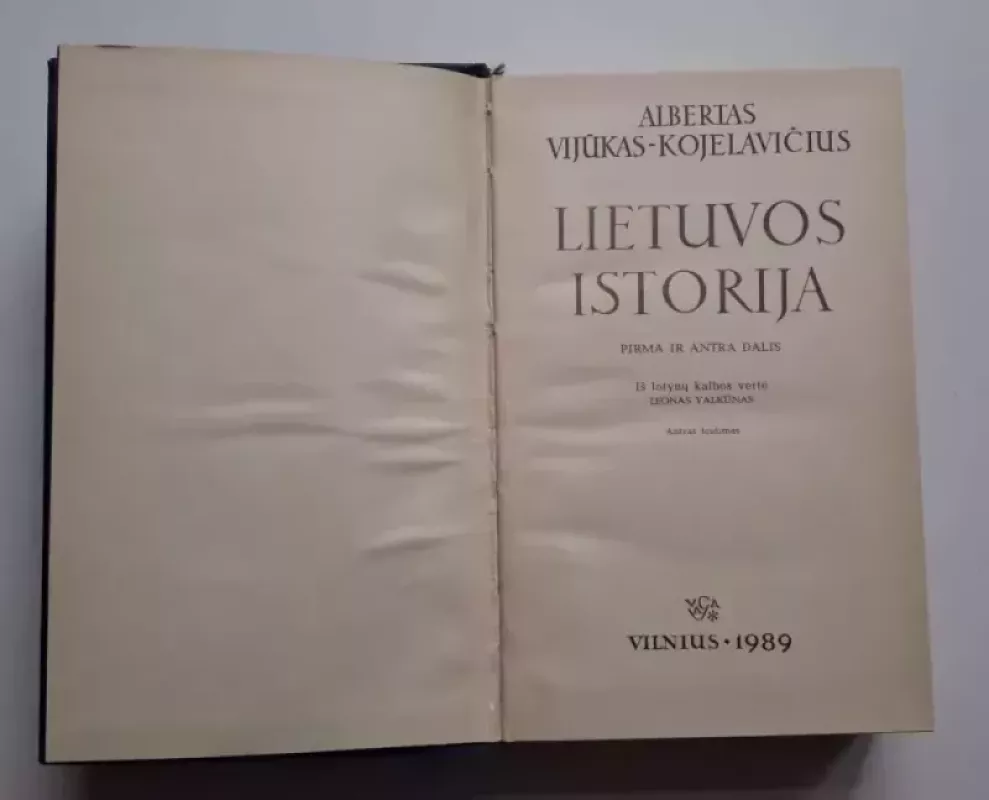 ALBERTAS
VIJŪKAS-KOJELAVIČIUS
LIETUVOS
ISTORIJA
PIRMA IR ANTRA DALIS
Iš lotynų kalbos vertė
LEONAS VALKŪNAS
Antras leidimas
VILNIUS • 1989